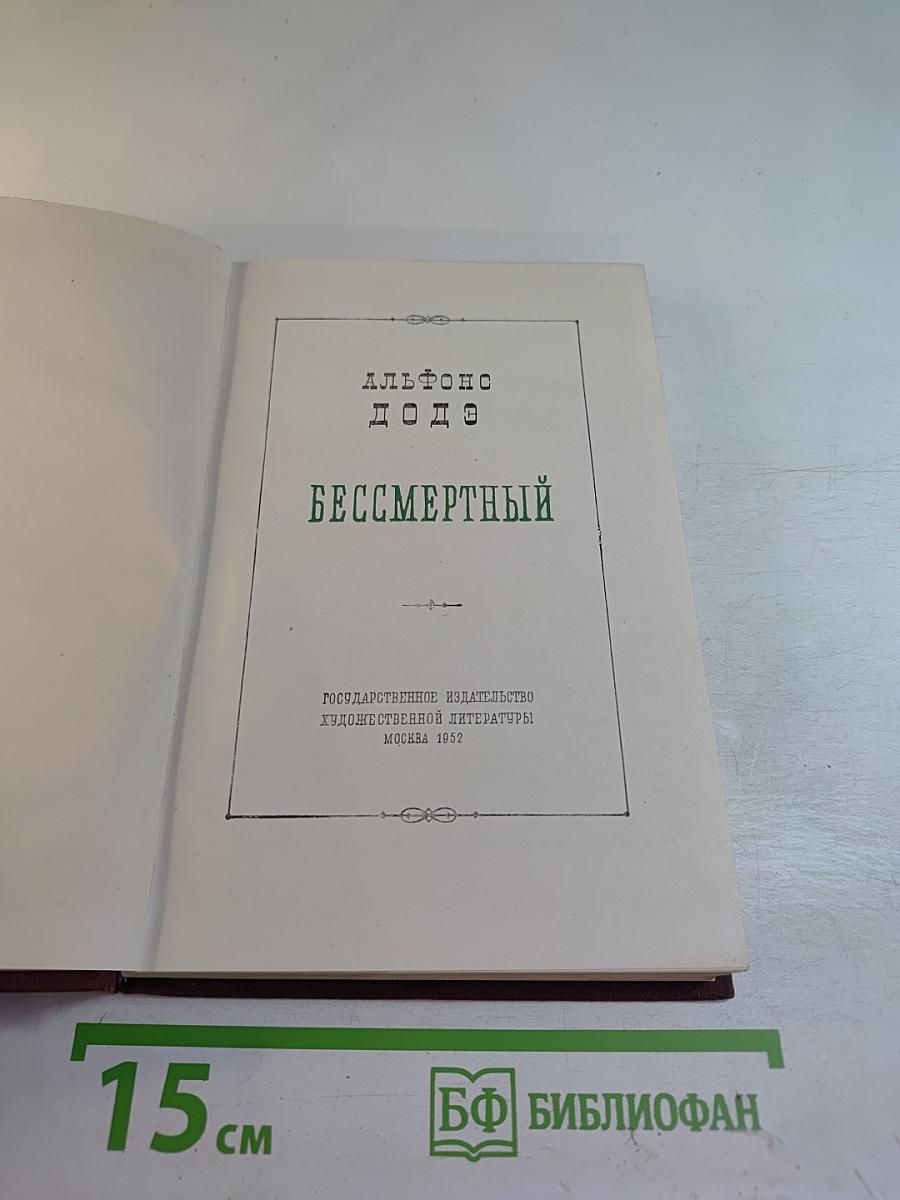 АЛЬФОНС
ДОДЭ
БЕССМЕРТНЫЙ
ГОСУДАРСТВЕННОЕ ИЗДАТЕЛЬСТВО
ХУДОЖЕСТВЕННОЙ ЛИТЕРАТУРЫ
МОСКВА 1952
15 см
БФ БИБЛИОФАН